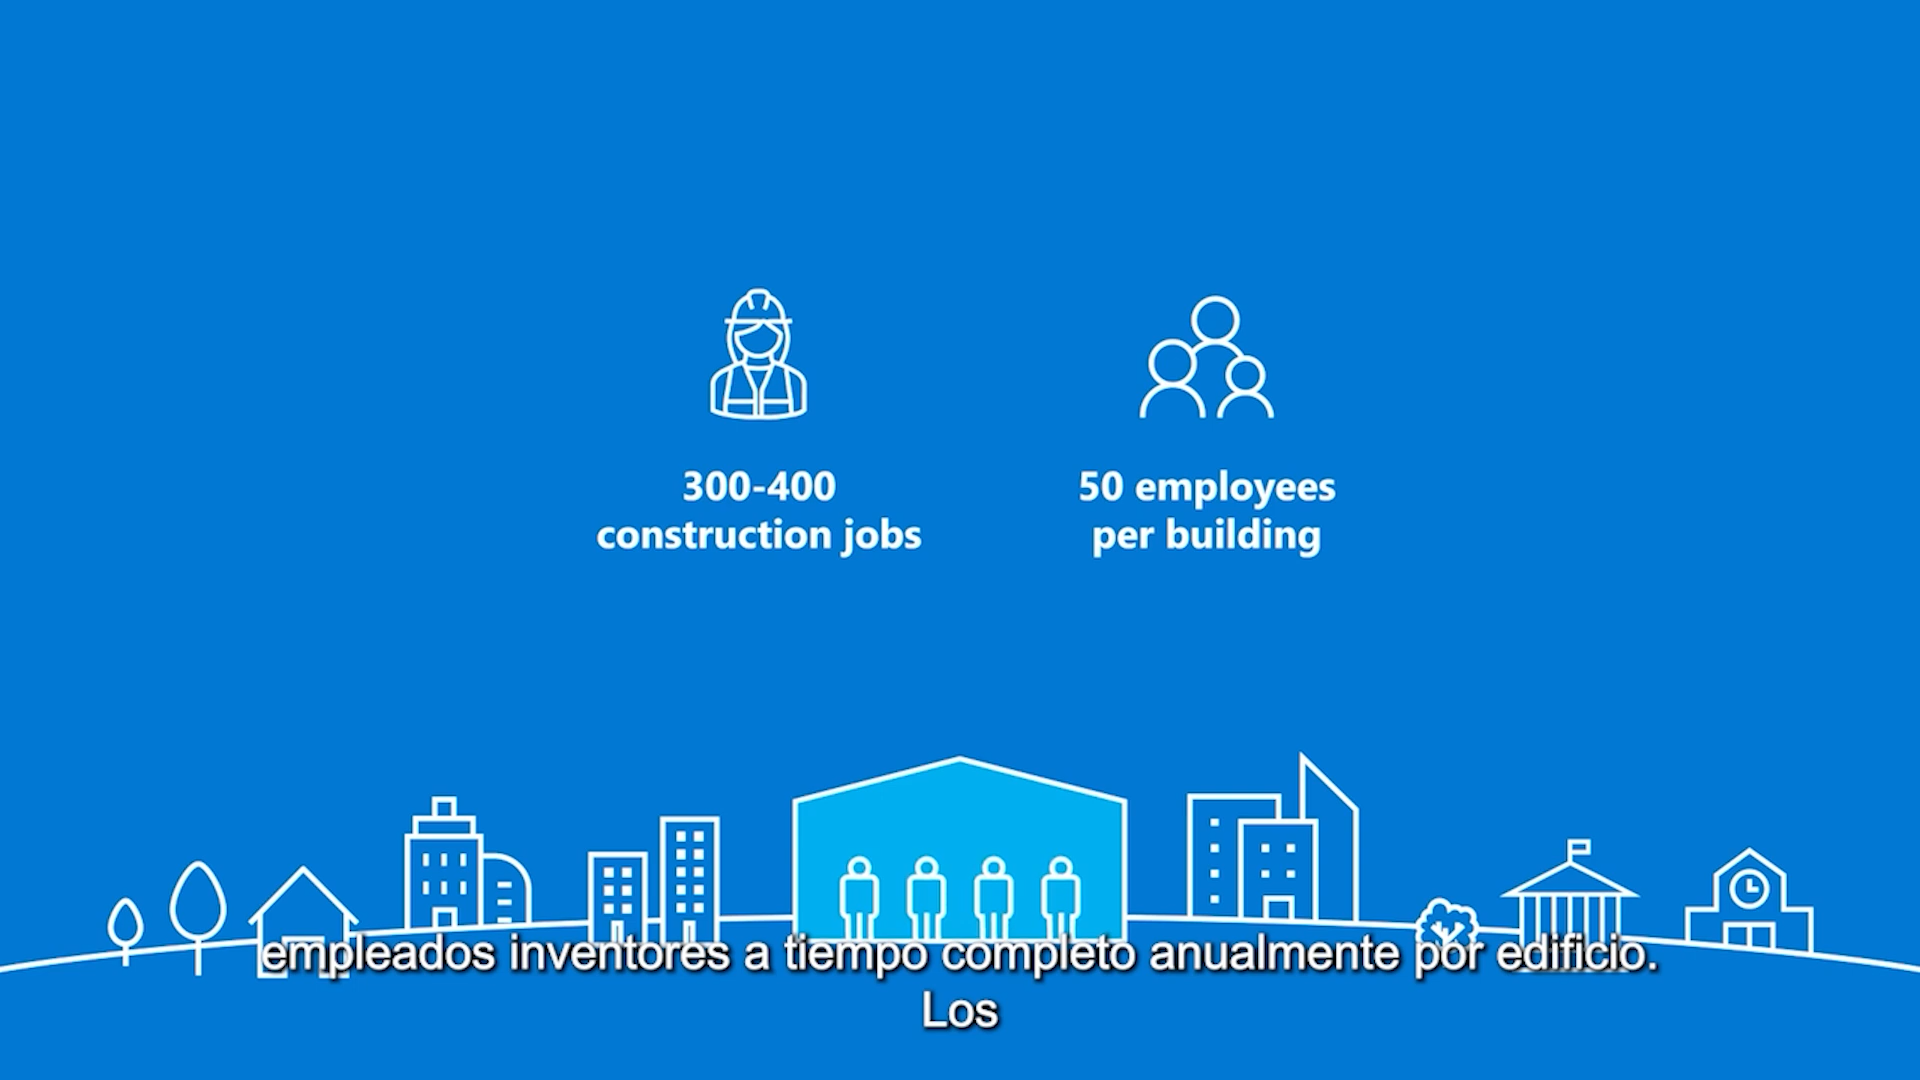 300-400
construction jobs
50 employees
per building
empleados inventores a tiempo completo anualmente por edificio.
Los